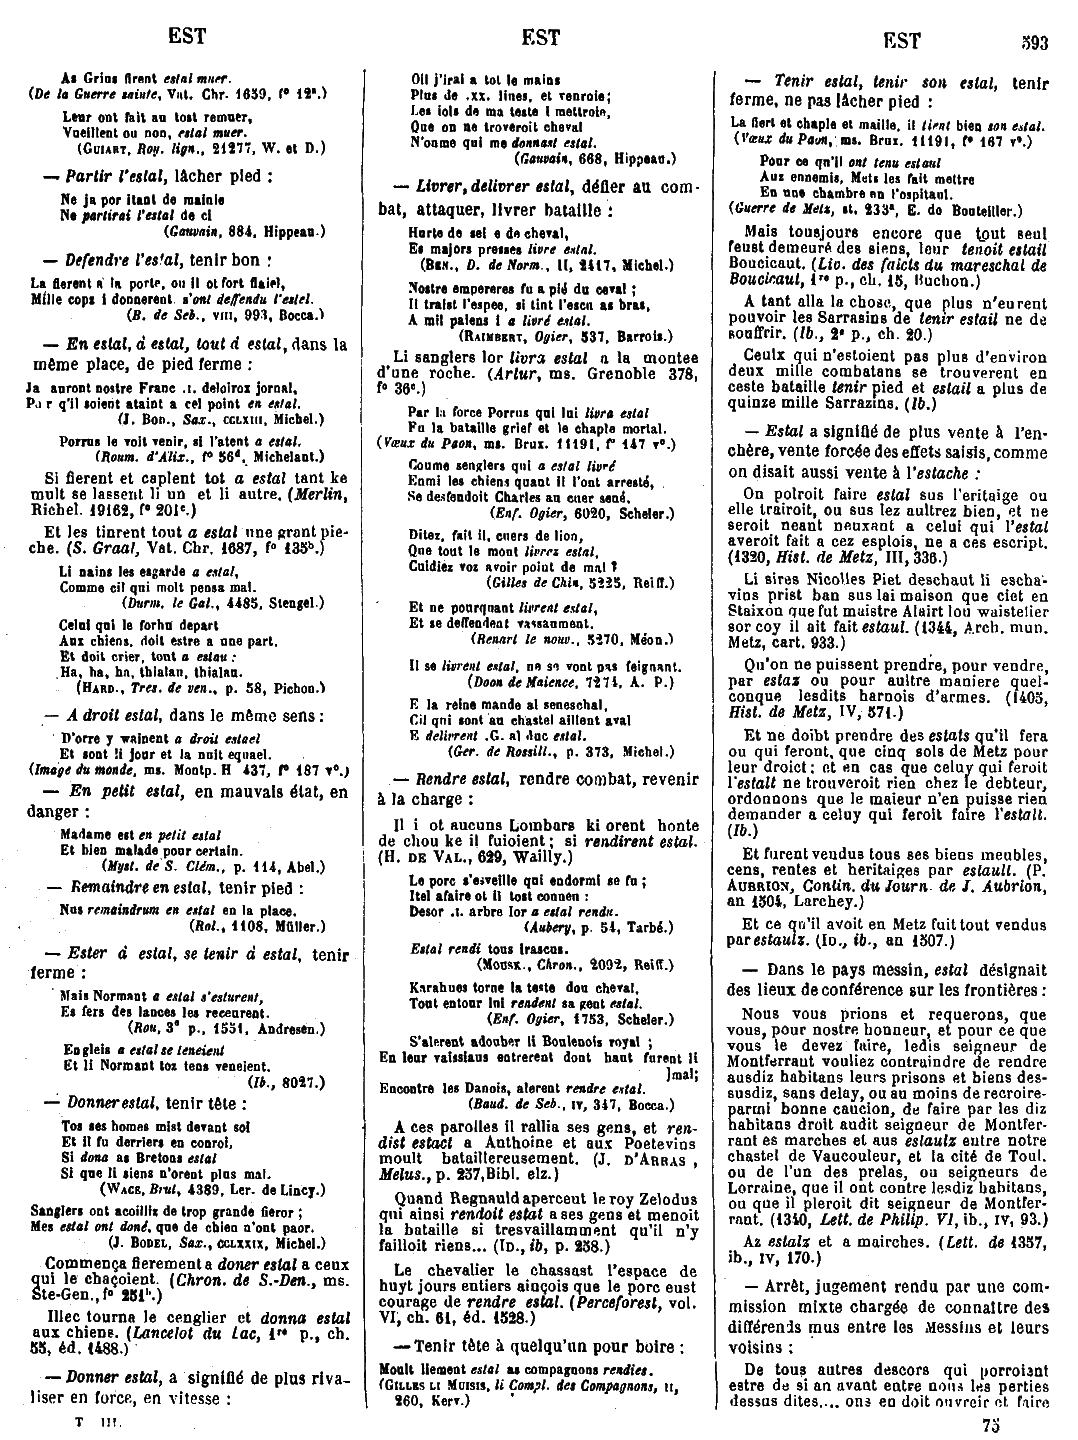 EST
EST
EST
593
As Grius firent estal muer.
(De la Guerre sainte, Vat. Chr. 1659, f° 12ª.)
Leur ont fait au tost remuer,
Vueillent ou non, estal muer.
(GUIART, Roy. lign., 21277, W. et D.)
— Partir l'estal, lâcher pied :
Ne ja por itant de mainie
Ne partirai l'estal de ci
(Gauvain, 884, Hippeau.)
— Defendre l'estal, tenir bon :
La fierent a la porte, ou il ot fort flaiel,
Mille cops i donnerent. s'ont deffendu l'estel.
(B. de Seb., VIII, 993, Bocca.)
— En estal, à estal, tout à estal, dans la
même place, de pied ferme :
Ja auront nostre Franc .I. deloiros jornal,
Por q'il soient ataint a cel point en estal.
(J. BOD., Sax., CCLXIII, Michel.)
Porrus le voit venir, si l'atent a estal.
(Roum. d'Alix., f° 56ᵈ, Michelant.)
Si fierent et caplent tot a estal tant ke
mult se lassent li un et li autre. (Merlin,
Richel. 19162, f° 201ᶜ.)
Et les tinrent tout a estal une grant pie-
che. (S. Graal, Vat. Chr. 1687, f° 135ᵇ.)
Li nains les esgarde a estal,
Comme cil qui molt pensa mal.
(Durm. le Gal., 4485, Stengel.)
Celui qui le forhu depart
Aux chiens, doit estre a une part.
Et doit crier, tout a estau :
Ha, ha, ha, thialau, thialau.
(HARD., Tres. de ven., p. 58, Pichon.)
— A droit estal, dans le même sens :
D'orre y wainent a droit estael
Et sont li jour et la nuit equael.
(Image du monde, ms. Montp. H 437, f° 187 v°.)
— En petit estal, en mauvais état, en
danger :
Madame est en petit estal
Et bien malade pour certain.
(Myst. de S. Clém., p. 114, Abel.)
— Remaindre en estal, tenir pied :
Nus remaindrum en estal en la place.
(Rol., 1108, Müller.)
— Ester à estal, se tenir à estal, tenir
ferme :
Mais Normant a estal s'esturent,
Es fers des lances les receurent.
(Rou, 3ᵉ p., 1551, Andresen.)
Engleis a estal se teneient
Et li Normant toz tens veneient.
(Ib., 8027.)
— Donner estal, tenir tête :
Tos ses homes mist devant soi
Et il fu derriers en conroi,
Si dona as Bretons estal
Si que li siens n'orent plus mal.
(WACE, Brut, 4389, Ler. de Lincy.)
Sanglers ont acoillis de trop grande fieror ;
Mes estal ont doné, que de chien n'ont paor.
(J. BODEL, Sax., CCLXXIX, Michel.)
Commença fierement a doner estal a ceux
qui le chaçoient. (Chron. de S.-Den., ms.
Ste-Gen., f° 251ᵇ.)
Illec tourna le cenglier et donna estal
aux chiens. (Lancelot du Lac, 1ʳᵉ p., ch.
55, éd. 1488.)
— Donner estal, a signifié de plus riva-
liser en force, en vitesse :
T III.
Oil j'irai a tot le mains
Plus de .XX. liues, et venroie;
Les iols de ma teste i mettroie,
Que on ne troveroit cheval
N'oume qui me donnast estal.
(Gauvain, 668, Hippeau.)
— Livrer, delivrer estal, défier au com-
bat, attaquer, livrer bataille :
Hurte de sei e de cheval,
Es majors presses livre estal.
(BEN., D. de Norm., II, 2417, Michel.)
Nostre empereres fu a pié du ceval ;
Il traist l'espee, si tint l'escu as bras,
A mil paiens i a livré estal.
(RAIMBERT, Ogier, 537, Barrois.)
Li sanglers lor livra estal a la montee
d'une roche. (Artur, ms. Grenoble 378,
f° 36ᶜ.)
Par la force Porrus qui lui livra estal
Fu la bataille grief et le chaple mortal.
(Vœux du Paon, ms. Brux. 11191, f° 147 v°.)
Coume senglers qui a estal livré
Enmi les chiens quant il l'ont arresté,
Se desfendoit Charles au cuer sené.
(Enf. Ogier, 6020, Scheler.)
Ditez, fait il, cuers de lion,
Que tout le mont livrez estal,
Cuidiéz voz avoir point de mal ?
(Gilles de Chin, 5225, Reiff.)
Et ne pourquant livrent estal,
Et se deffendent vassaument.
(Renart le nouv., 5270, Méon.)
Il se livrent estal, ne se vont pas feignant.
(Doon de Maience, 7271, A. P.)
E la reine mande al seneschal,
Cil qui sont au chastel aillent aval
E delivrent .G. al duc estal.
(Ger. de Rossill., p. 373, Michel.)
— Rendre estal, rendre combat, revenir
à la charge :
Il i ot aucuns Lombars ki orent honte
de chou ke il fuioient ; si rendirent estal.
(H. DE VAL., 629, Wailly.)
Le porc s'esveille qui endormi se fu ;
Itel afaire ot il tost conneu :
Desor .I. arbre lor a estal rendu.
(Aubery, p. 54, Tarbé.)
Estal rendi tous irascus.
(MOUSK., Chron., 2092, Reiff.)
Karahues torne la teste dou cheval,
Tout entour lui rendent sa gent estal.
(Enf. Ogier, 1753, Scheler.)
S'alerent adouber li Boulenois royal ;
En leur vaissiaus entrerent dont haut furent li
]mal;
Encontre les Danois, alerent rendre estal.
(Baud. de Seb., IV, 347, Bocca.)
A ces parolles il rallia ses gens, et ren-
dist estact a Anthoine et aux Poetevins
moult bataillereusement. (J. D'ARRAS,
Melus., p. 237, Bibl. elz.)
Quand Regnauld aperceut le roy Zelodus
qui ainsi rendoit estat a ses gens et menoit
la bataille si tresvaillamment qu'il n'y
failloit riens... (ID., ib, p. 238.)
Le chevalier le chassast l'espace de
huyt jours entiers ainçois que le porc eust
courage de rendre estal. (Perceforest, vol.
VI, ch. 61, éd. 1528.)
— Tenir tête à quelqu'un pour boire :
Moult liement estal as compagnons rendies.
(GILLES LI MUISIS, li Compl. des Compagnons, II,
260, Kerv.)
— Tenir estal, tenir son estal, tenir
ferme, ne pas lâcher pied :
La fiert et chaple et maille, il tient bien son estal.
(Vœux du Paon, ms. Brux. 11191, f° 167 v°.)
Pour ce qu'il ont tenu estaul
Aux ennemis, Mets les fait mettre
En une chambre en l'ospitaul.
(Guerre de Metz, st. 233ª, E. de Bouteiller.)
Mais tousjours encore que tout seul
feust demeuré des siens, leur tenoit estail
Boucicaut. (Liv. des faicts du mareschal de
Boucicaut, 1ʳᵉ p., ch. 15, Buchon.)
A tant alla la chose, que plus n'eurent
pouvoir les Sarrasins de tenir estail ne de
souffrir. (Ib., 2ᵉ p., ch. 20.)
Ceulx qui n'estoient pas plus d'environ
deux mille combatans se trouverent en
ceste bataille tenir pied et estail a plus de
quinze mille Sarrazins. (Ib.)
— Estal a signifié de plus vente à l'en-
chère, vente forcée des effets saisis, comme
on disait aussi vente à l'estache :
On polroit faire estal sus l'eritaige ou
elle trairoit, ou sus lez aultrez bien, et ne
seroit neant neuxant a celui qui l'estal
averoit fait a cez esplois, ne a ces escript.
(1320, Hist. de Metz, III, 336.)
Li sires Nicolles Piet deschaut li escha-
vins prist ban sus lai maison que ciet en
Staixon que fut maistre Alairt lou waistelier
sor coy il ait fait estaul. (1344, Arch. mun.
Metz, cart. 933.)
Qu'on ne puissent prendre, pour vendre,
par estaz ou pour aultre maniere quel-
conque lesdits harnois d'armes. (1405,
Hist. de Metz, IV, 571.)
Et ne doibt prendre des estats qu'il fera
ou qui feront, que cinq sols de Metz pour
leur droict ; et en cas que celuy qui feroit
l'estalt ne trouveroit rien chez le debteur,
ordonnons que le maieur n'en puisse rien
demander a celuy qui feroit faire l'estalt.
(Ib.)
Et furent vendus tous ses biens meubles,
cens, rentes et heritaiges par estault. (P.
AUBRION, Contin. du Journ. de J. Aubrion,
an 1504, Larchey.)
Et ce qu'il avoit en Metz fuit tout vendus
par estaulz. (ID., ib., an 1507.)
— Dans le pays messin, estal désignait
des lieux de conférence sur les frontières :
Nous vous prions et requerons, que
vous, pour nostre honneur, et pour ce que
vous le devez faire, ledis seigneur de
Montferraut vouliez contraindre de rendre
ausdiz habitans leurs prisons et biens des-
susdiz, sans delay, ou au moins de recroire-
parmi bonne caucion, de faire par les diz
habitans droit audit seigneur de Montfer-
rant es marches et aus estaulz entre notre
chastel de Vaucouleur, et la cité de Toul.
ou de l'un des prelas, ou seigneurs de
Lorraine, que il ont contre lesdiz habitans,
ou que il pleroit dit seigneur de Montfer-
rant. (1340, Lett. de Philip. VI, ib., IV, 93.)
Az estalz et a mairches. (Lett. de 1357,
ib., IV, 170.)
— Arrêt, jugement rendu par une com-
mission mixte chargée de connaître des
différends mus entre les Messins et leurs
voisins :
De tous autres descors qui porroiant
estre de si an avant entre nous les perties
dessus dites,... ons en doit ouvreir et faire
75